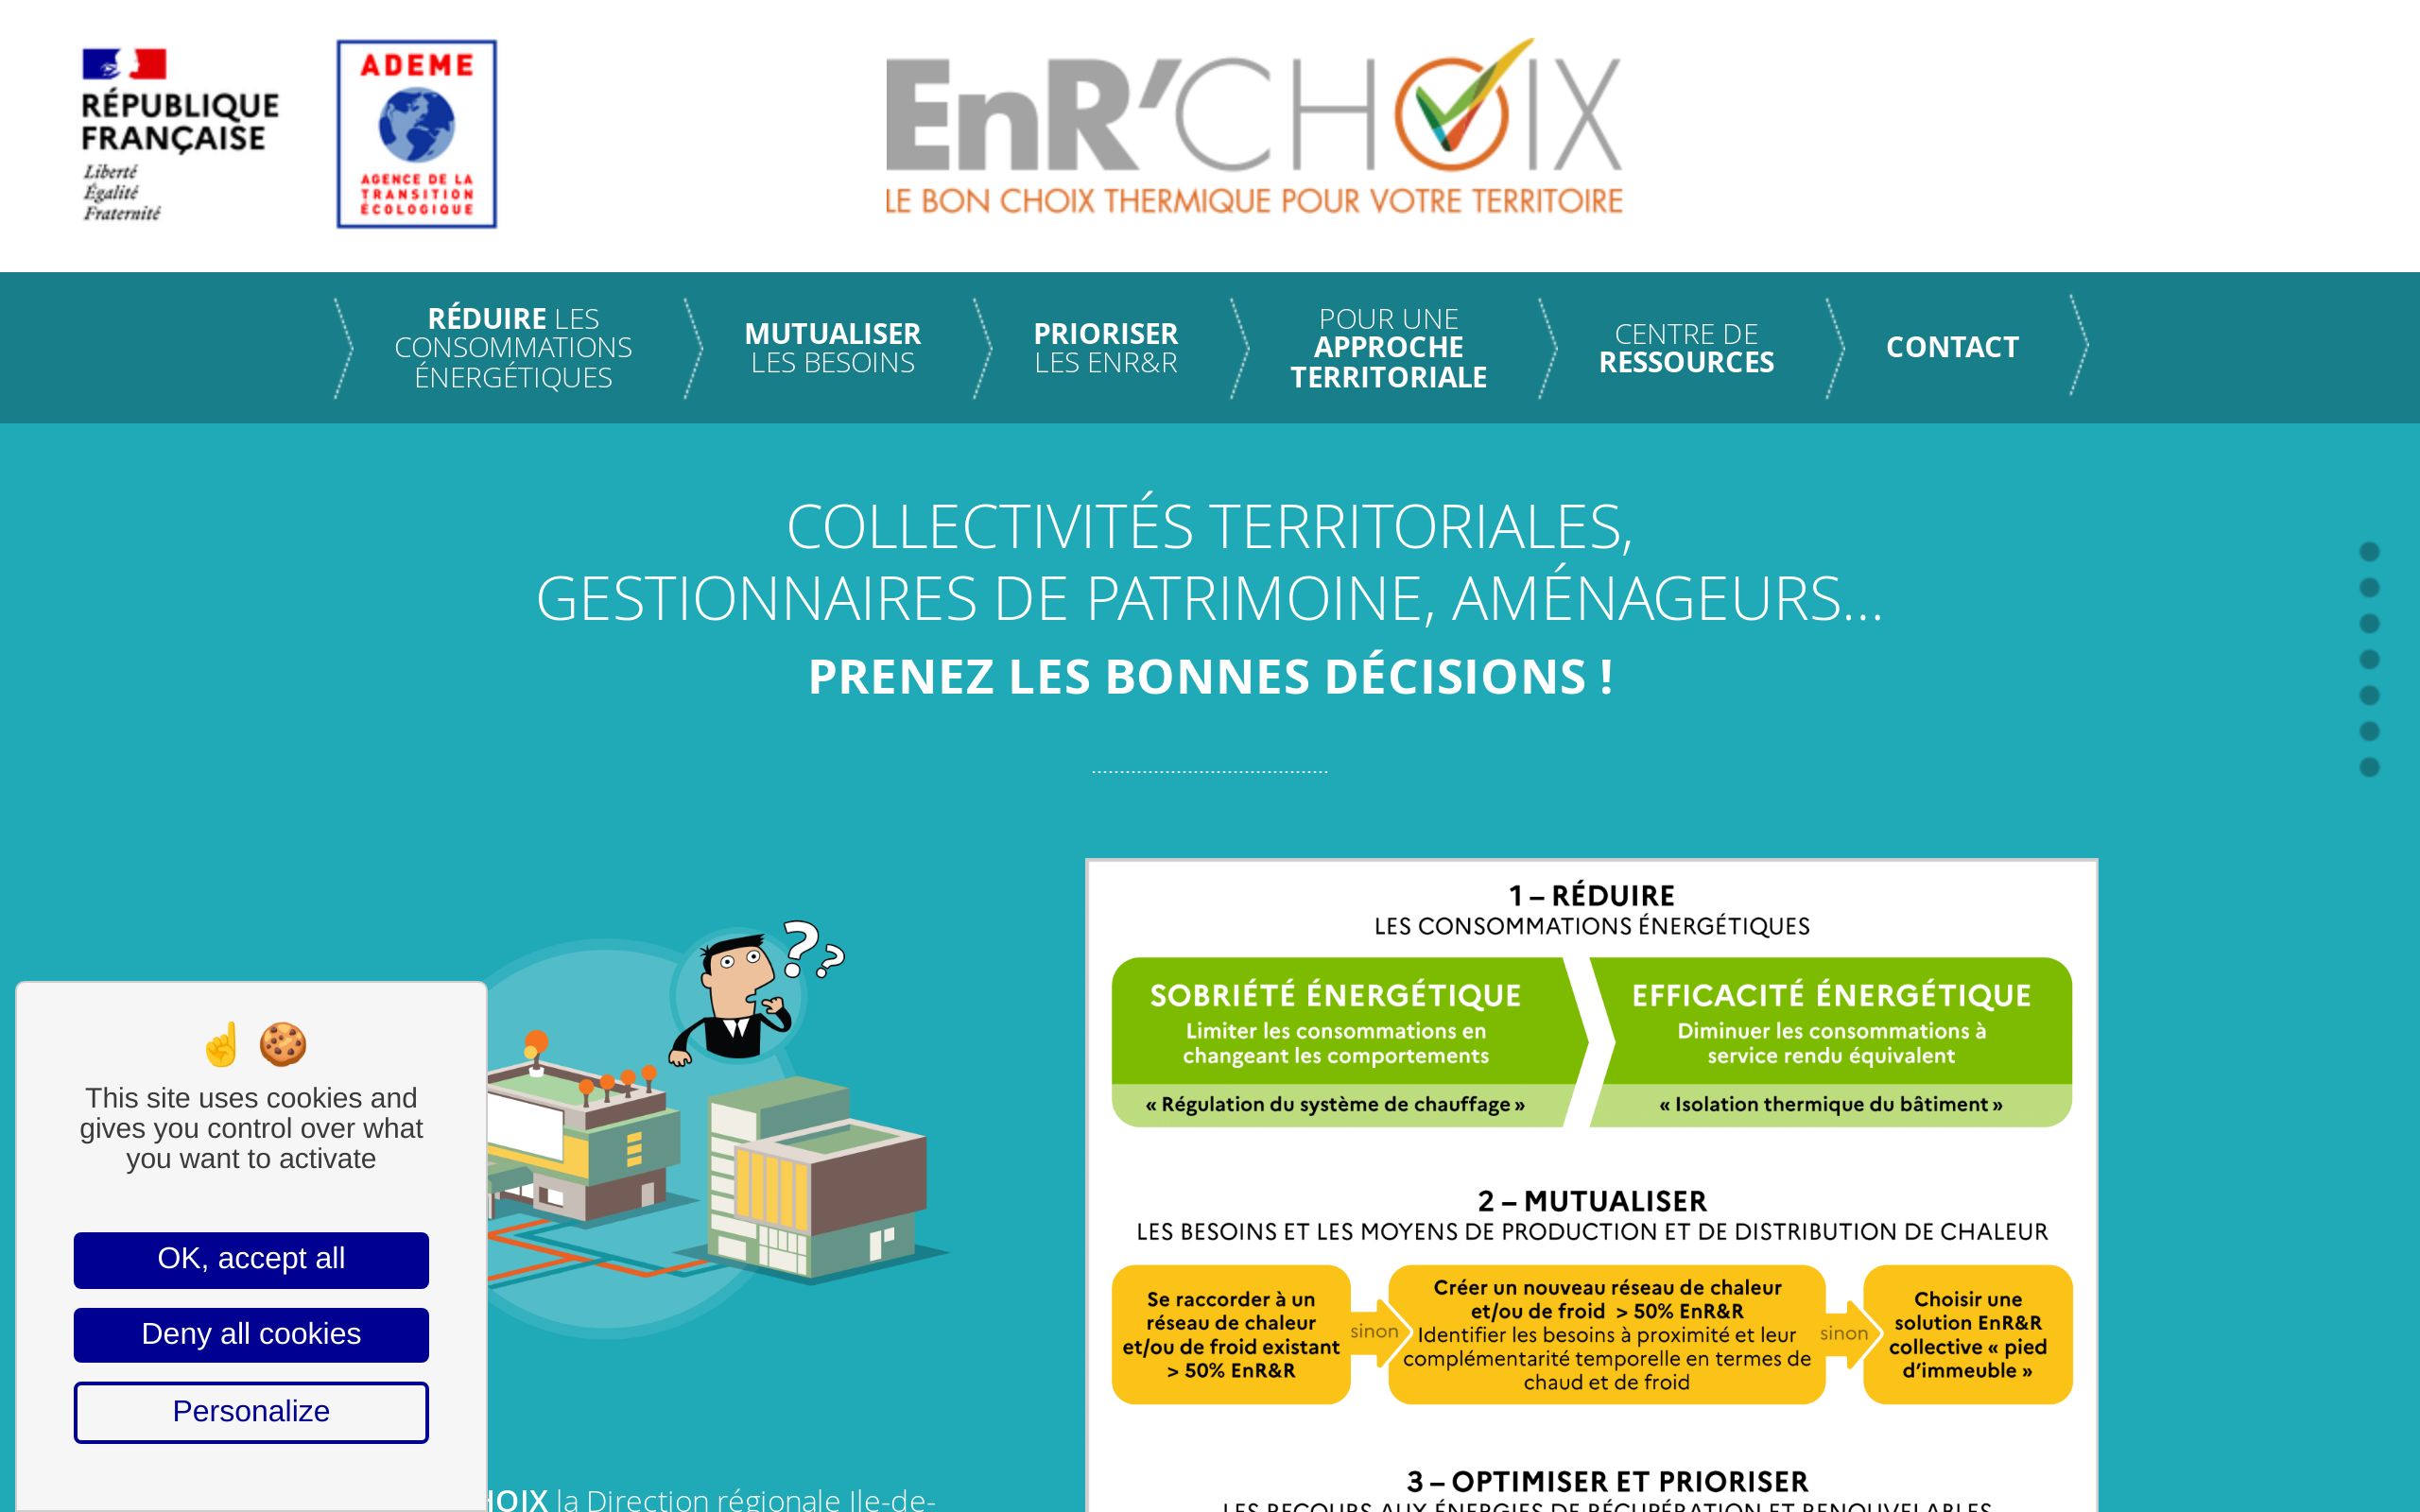 RÉPUBLIQUE
FRANÇAISE
Liberté
Égalité
Fraternité
ADEME
AGENCE DE LA
TRANSITION
ÉCOLOGIQUE
EnR'CHOIX
LE BON CHOIX THERMIQUE POUR VOTRE TERRITOIRE
RÉDUIRE LES
CONSOMMATIONS
ÉNERGÉTIQUES
MUTUALISER
LES BESOINS
PRIORISER
LES ENR&R
POUR UNE
APPROCHE
TERRITORIALE
CENTRE DE
RESSOURCES
CONTACT
COLLECTIVITÉS TERRITORIALES,
GESTIONNAIRES DE PATRIMOINE, AMÉNAGEURS...
PRENEZ LES BONNES DÉCISIONS !
??
1 – RÉDUIRE
LES CONSOMMATIONS ÉNERGÉTIQUES
SOBRIÉTÉ ÉNERGÉTIQUE
Limiter les consommations en
changeant les comportements
« Régulation du système de chauffage »
EFFICACITÉ ÉNERGÉTIQUE
Diminuer les consommations à
service rendu équivalent
« Isolation thermique du bâtiment »
2 – MUTUALISER
LES BESOINS ET LES MOYENS DE PRODUCTION ET DE DISTRIBUTION DE CHALEUR
Se raccorder à un
réseau de chaleur
et/ou de froid existant
> 50% EnR&R
sinon
Créer un nouveau réseau de chaleur
et/ou de froid > 50% EnR&R
Identifier les besoins à proximité et leur
complémentarité temporelle en termes de
chaud et de froid
sinon
Choisir une
solution EnR&R
collective « pied
d'immeuble »
3 – OPTIMISER ET PRIORISER
LES RECOURS AUX ÉNERGIES DE RÉCUPÉRATION ET RENOUVELABLES
This site uses cookies and
gives you control over what
you want to activate
OK, accept all
Deny all cookies
Personalize
HOIX la Direction régionale Ile-de-